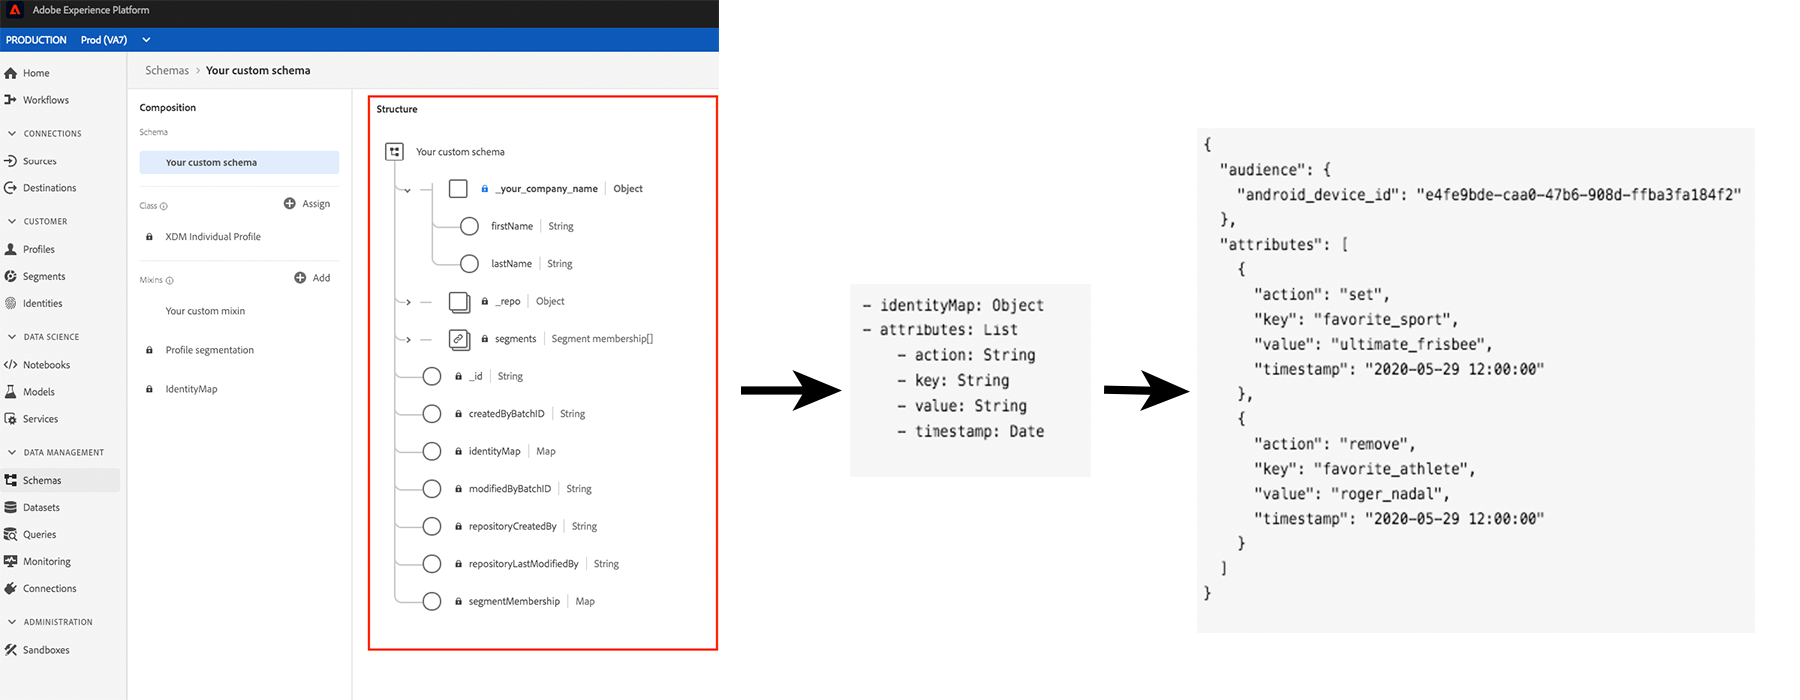 Adobe Experience Platform
PRODUCTION Prod (VA7)
Home
Workflows
CONNECTIONS
Sources
Destinations
CUSTOMER
Profiles
Segments
Identities
DATA SCIENCE
Notebooks
Models
Services
DATA MANAGEMENT
Schemas
Datasets
Queries
Monitoring
Connections
ADMINISTRATION
Sandboxes
Schemas > Your custom schema
Composition
Schema
Your custom schema
Class
Assign
XDM Individual Profile
Mixins
Add
Your custom mixin
Profile segmentation
IdentityMap
Structure
Your custom schema
_your_company_name | Object
firstName | String
lastName | String
_repo | Object
segments | Segment membership[]
_id | String
createdByBatchID | String
identityMap | Map
modifiedByBatchID | String
repositoryCreatedBy | String
repositoryLastModifiedBy | String
segmentMembership | Map
- identityMap: Object
- attributes: List
- action: String
- key: String
- value: String
- timestamp: Date
{
"audience": {
"android_device_id": "e4fe9bde-caa0-47b6-908d-ffba3fa184f2"
},
"attributes": [
{
"action": "set",
"key": "favorite_sport",
"value": "ultimate_frisbee",
"timestamp": "2020-05-29 12:00:00"
},
{
"action": "remove",
"key": "favorite_athlete",
"value": "roger_nadal",
"timestamp": "2020-05-29 12:00:00"
}
]
}